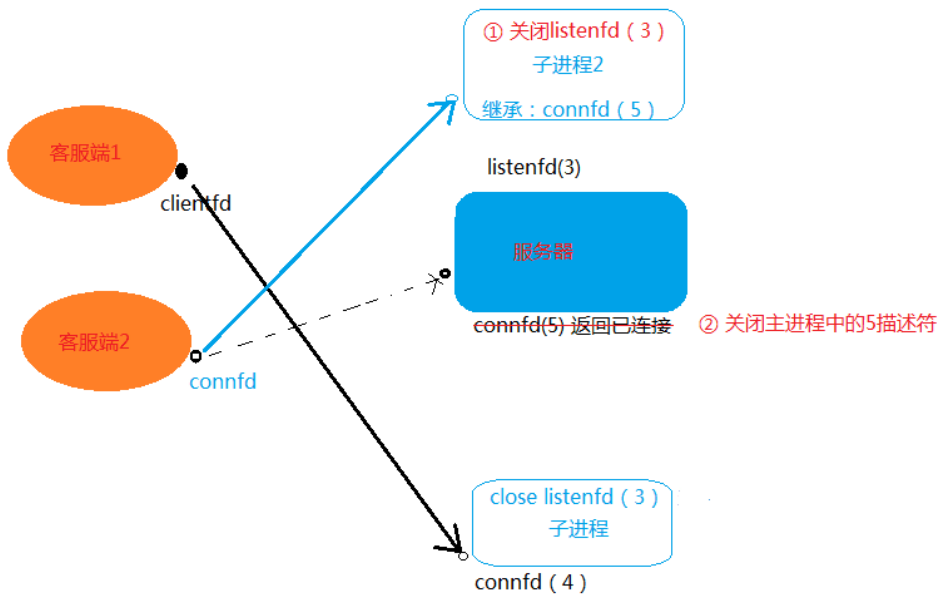 ① 关闭listenfd（3）
子进程2
继承：connfd（5）
客服端1
listenfd(3)
clientfd
服务器
connfd(5) 返回已连接
② 关闭主进程中的5描述符
客服端2
connfd
close listenfd（3）
子进程
connfd（4）